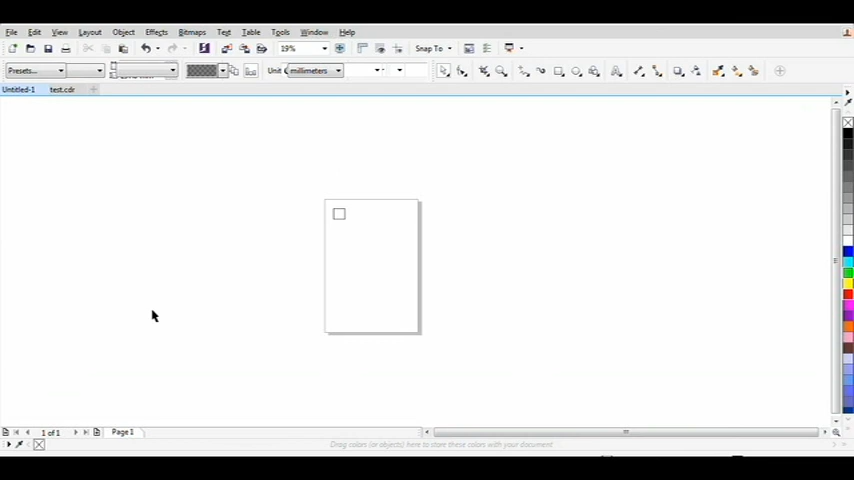 File Edit View Layout Object Effects Bitmaps Text Table Tools Window Help
19% Snap To
Presets... Unit millimeters
Untitled-1 test.cdr
1 of 1 Page 1
Drag colors (or objects) here to store these colors with your document